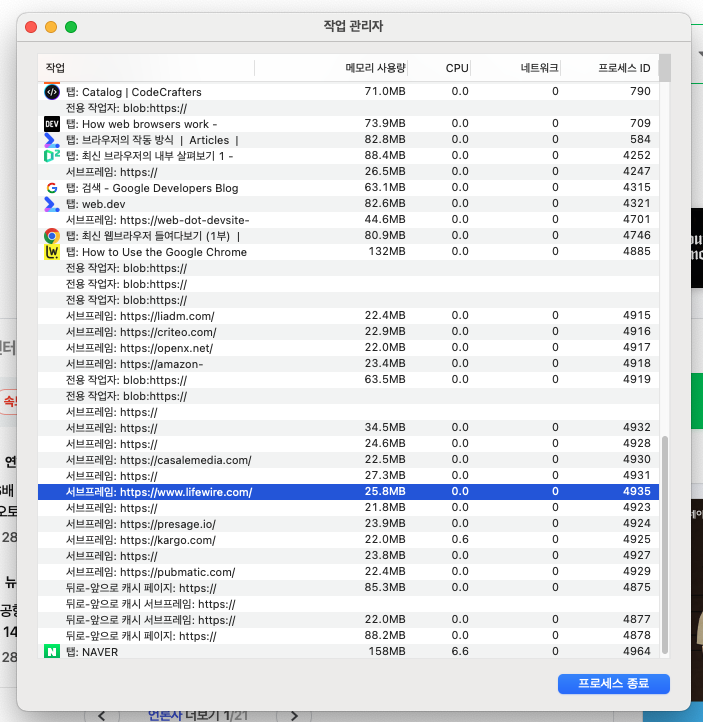 작업 관리자
작업 메모리 사용량 CPU 네트워크 프로세스 ID
탭: Catalog | CodeCrafters 71.0MB 0.0 0 790
전용 작업자: blob:https://
DEV 탭: How web browsers work - 73.9MB 0.0 0 709
탭: 브라우저의 작동 방식 | Articles | 82.8MB 0.0 0 584
탭: 최신 브라우저의 내부 살펴보기 1 - 88.4MB 0.0 0 4252
서브프레임: https:// 26.5MB 0.0 0 4247
탭: 검색 - Google Developers Blog 63.1MB 0.0 0 4315
탭: web.dev 82.6MB 0.0 0 4321
서브프레임: https://web-dot-devsite- 44.6MB 0.0 0 4701
탭: 최신 웹브라우저 들여다보기 (1부) | 80.9MB 0.0 0 4746
탭: How to Use the Google Chrome 132MB 0.0 0 4885
전용 작업자: blob:https://
전용 작업자: blob:https://
전용 작업자: blob:https://
서브프레임: https://liadm.com/ 22.4MB 0.0 0 4915
서브프레임: https://criteo.com/ 22.9MB 0.0 0 4916
서브프레임: https://openx.net/ 22.0MB 0.0 0 4917
서브프레임: https://amazon- 23.4MB 0.0 0 4918
전용 작업자: blob:https:// 63.5MB 0.0 0 4919
전용 작업자: blob:https://
서브프레임: https://
서브프레임: https:// 34.5MB 0.0 0 4932
서브프레임: https:// 24.6MB 0.0 0 4928
서브프레임: https://casalemedia.com/ 22.5MB 0.0 0 4930
서브프레임: https:// 27.3MB 0.0 0 4931
서브프레임: https://www.lifewire.com/ 25.8MB 0.0 0 4935
서브프레임: https:// 21.8MB 0.0 0 4923
서브프레임: https://presage.io/ 23.9MB 0.0 0 4924
서브프레임: https://kargo.com/ 22.0MB 0.6 0 4925
서브프레임: https:// 23.8MB 0.0 0 4927
서브프레임: https://pubmatic.com/ 22.4MB 0.0 0 4929
뒤로-앞으로 캐시 페이지: https:// 85.3MB 0.0 0 4875
뒤로-앞으로 캐시 서브프레임: https://
뒤로-앞으로 캐시 서브프레임: https:// 22.0MB 0.0 0 4877
뒤로-앞으로 캐시 페이지: https:// 88.2MB 0.0 0 4878
N 탭: NAVER 158MB 6.6 0 4964
프로세스 종료
언론사 더보기 1/21